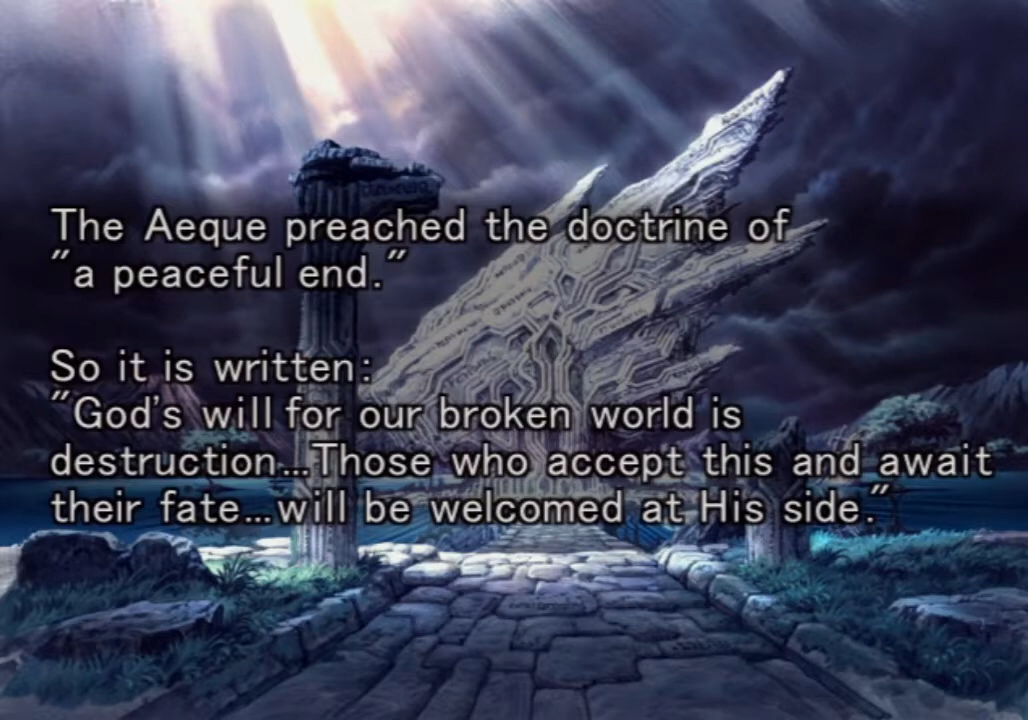 The Aeque preached the doctrine of
"a peaceful end."
So it is written:
"God's will for our broken world is
destruction...Those who accept this and await
their fate...will be welcomed at His side."